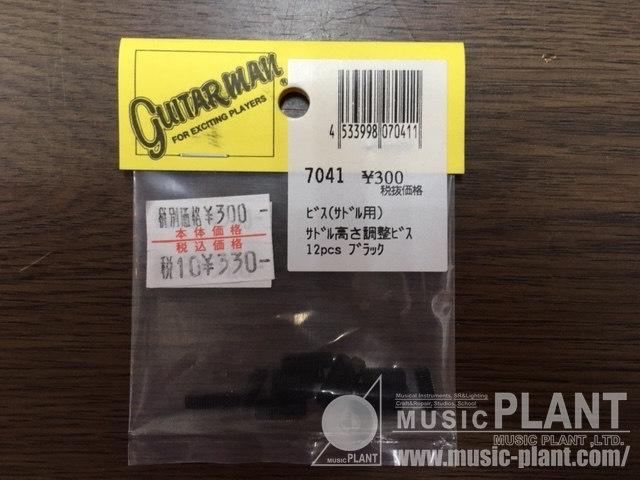 GUITARMAN®
FOR EXCITING PLAYERS
4 533998 070411
7041 ¥300
税抜価格
ﾋﾞｽ(ｻﾄﾞﾙ用)
ｻﾄﾞﾙ高さ調整ﾋﾞｽ
12pcs ﾌﾞﾗｯｸ
税別価格¥300-
本体価格
税込価格
税10¥330-
Musical Instruments, SR&Lighting
Craft&Repair, Studios, School
MUSIC PLANT
MUSIC PLANT ,LTD.
www.music-plant.com/
MUSIC PLANT